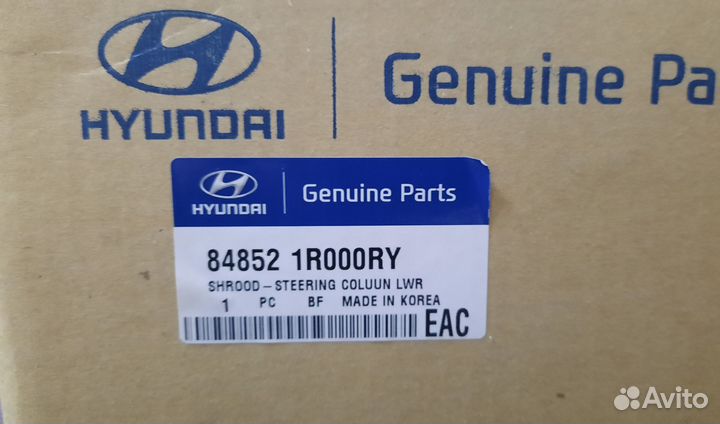 HYUNDAI
Genuine Pa
HYUNDAI
Genuine Parts
84852 1R000RY
SHROOD-STEERING COLUUN LWR
1 PC BF MADE IN KOREA
EAC
Avito